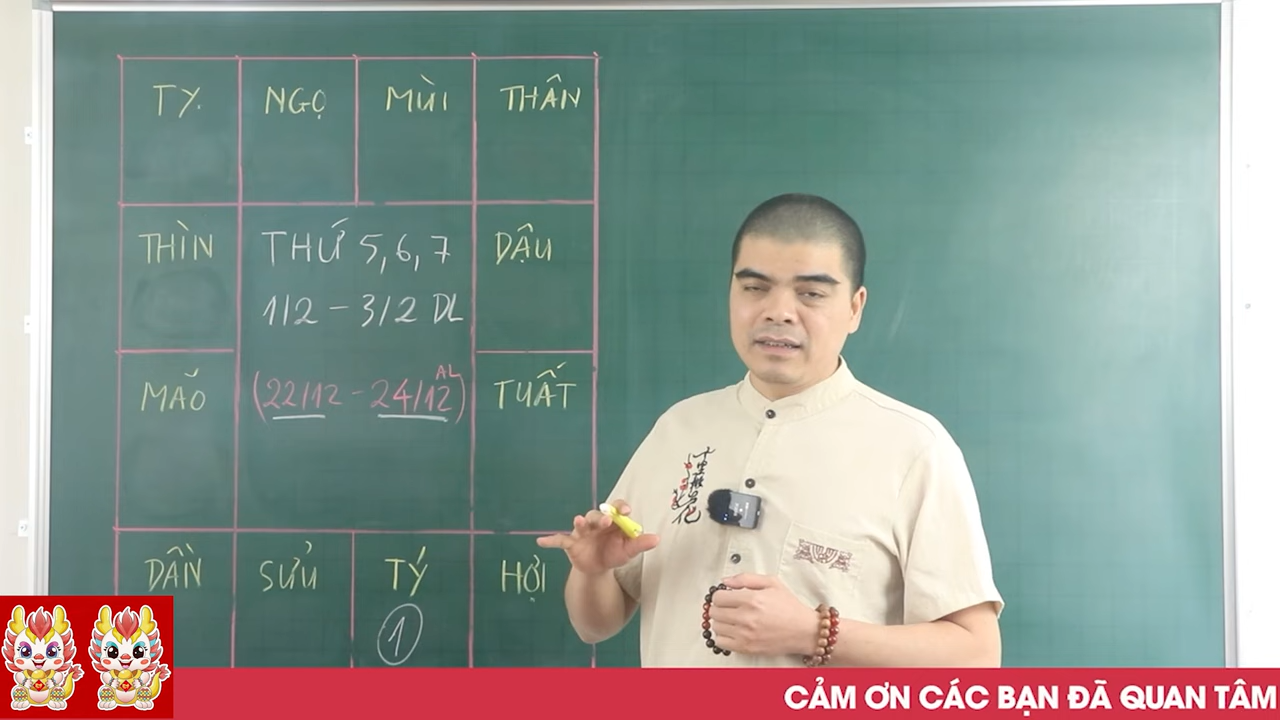 TỴ NGỌ MÙI THÂN
THÌN THỨ 5,6,7 DẬU
1/2 - 3/2 DL
MÃO (22/12 - 24/12) AL TUẤT
DẦN SỬU TÝ HỢI
1
CẢM ƠN CÁC BẠN ĐÃ QUAN TÂM